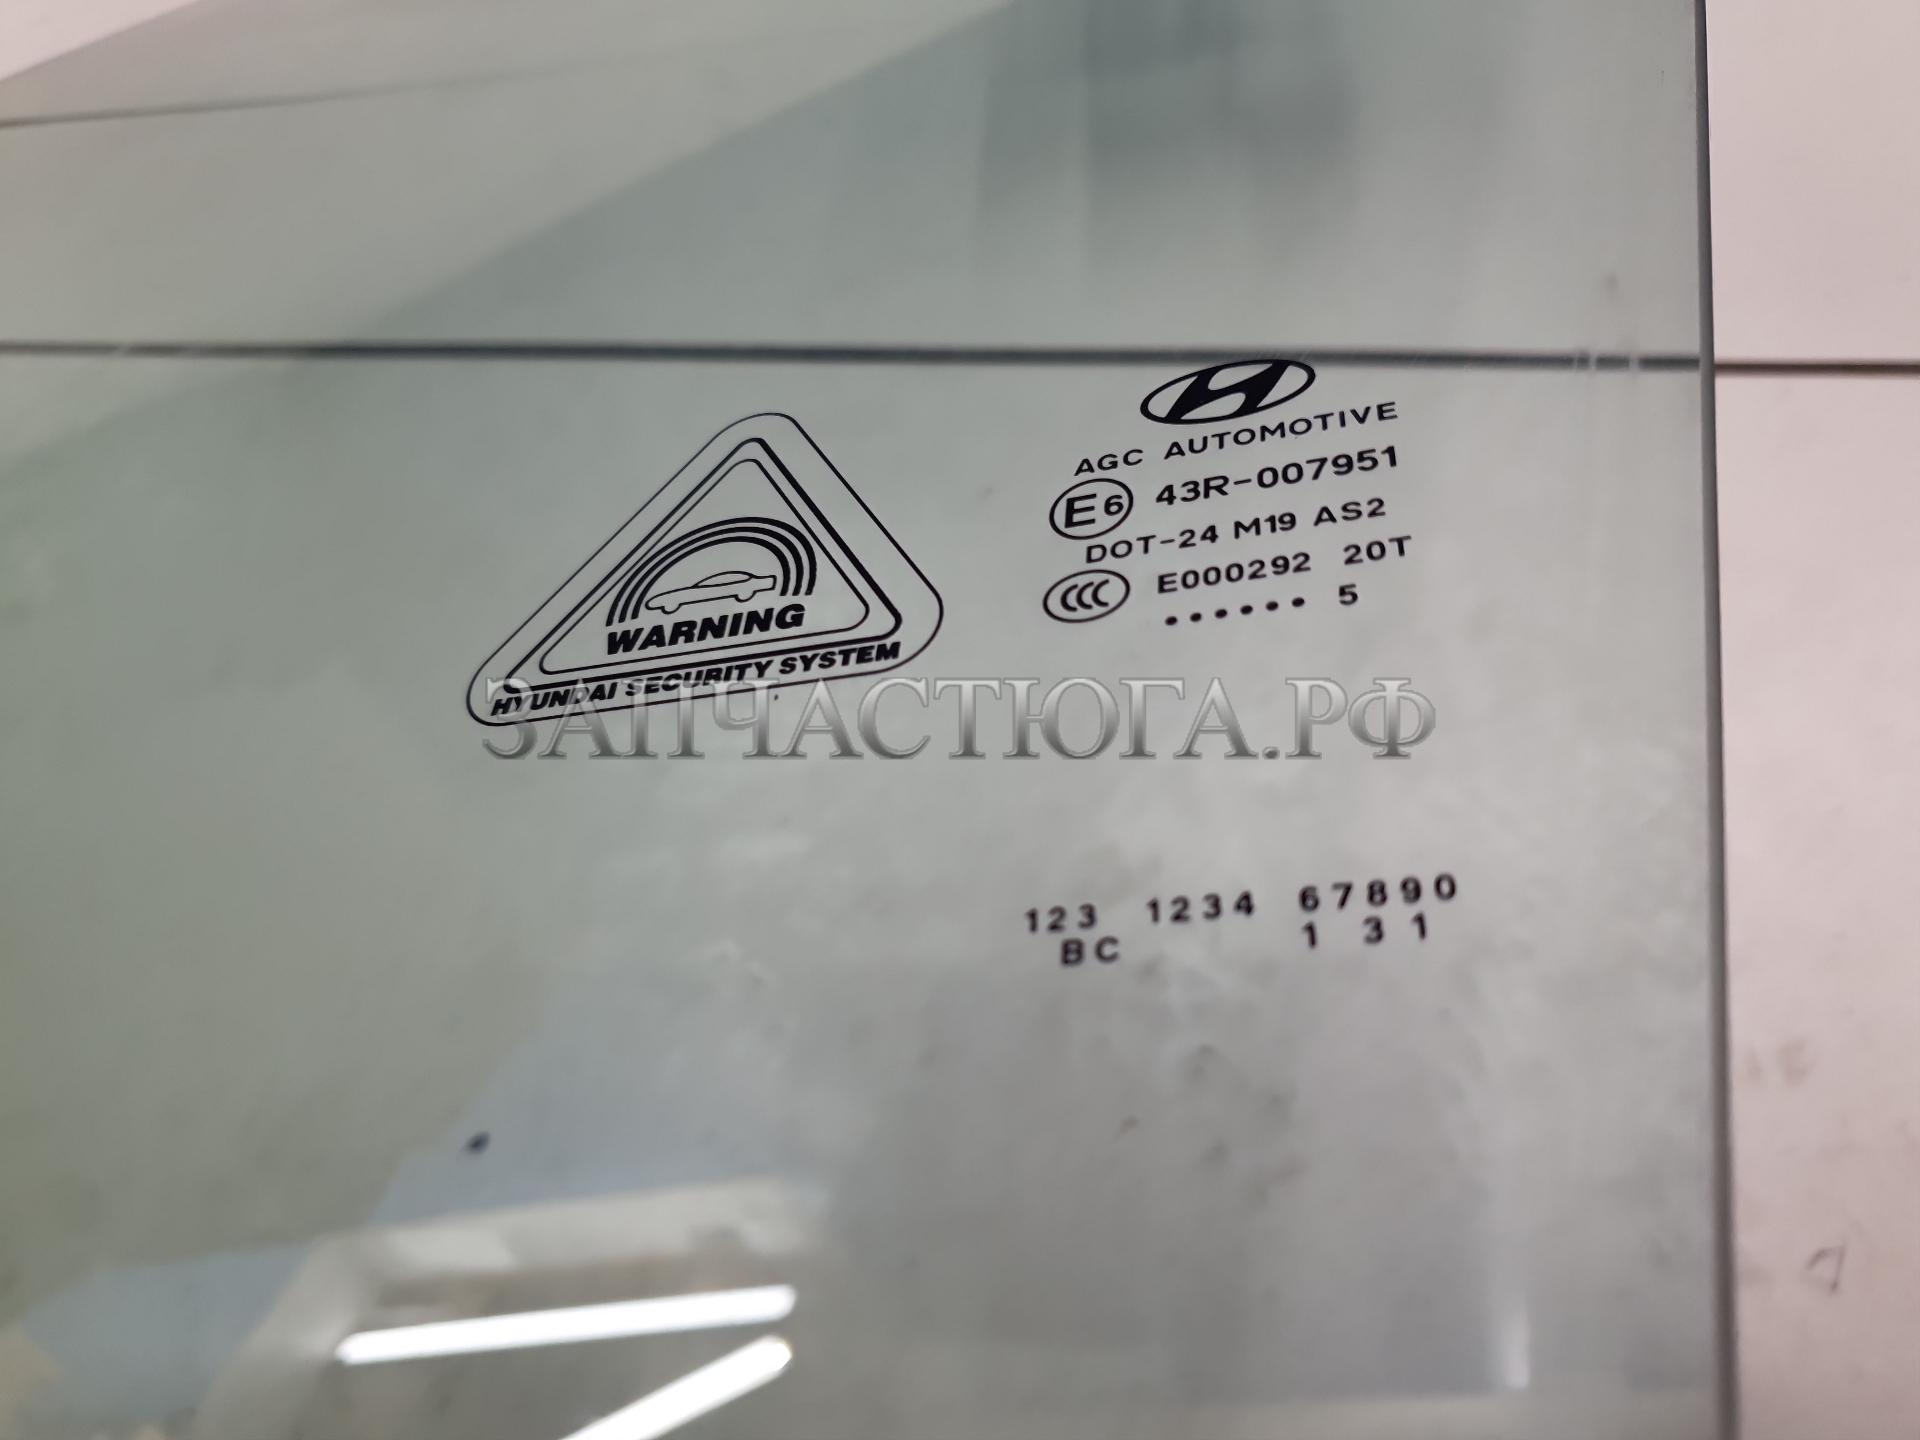 AGC AUTOMOTIVE
E6 43R-007951
DOT-24 M19 AS2
CCC E000292 20T
•••••• 5
WARNING
HYUNDAI SECURITY SYSTEM
ЗАПЧАСТЮГА.РФ
123 1234 67890
BC 1 3 1